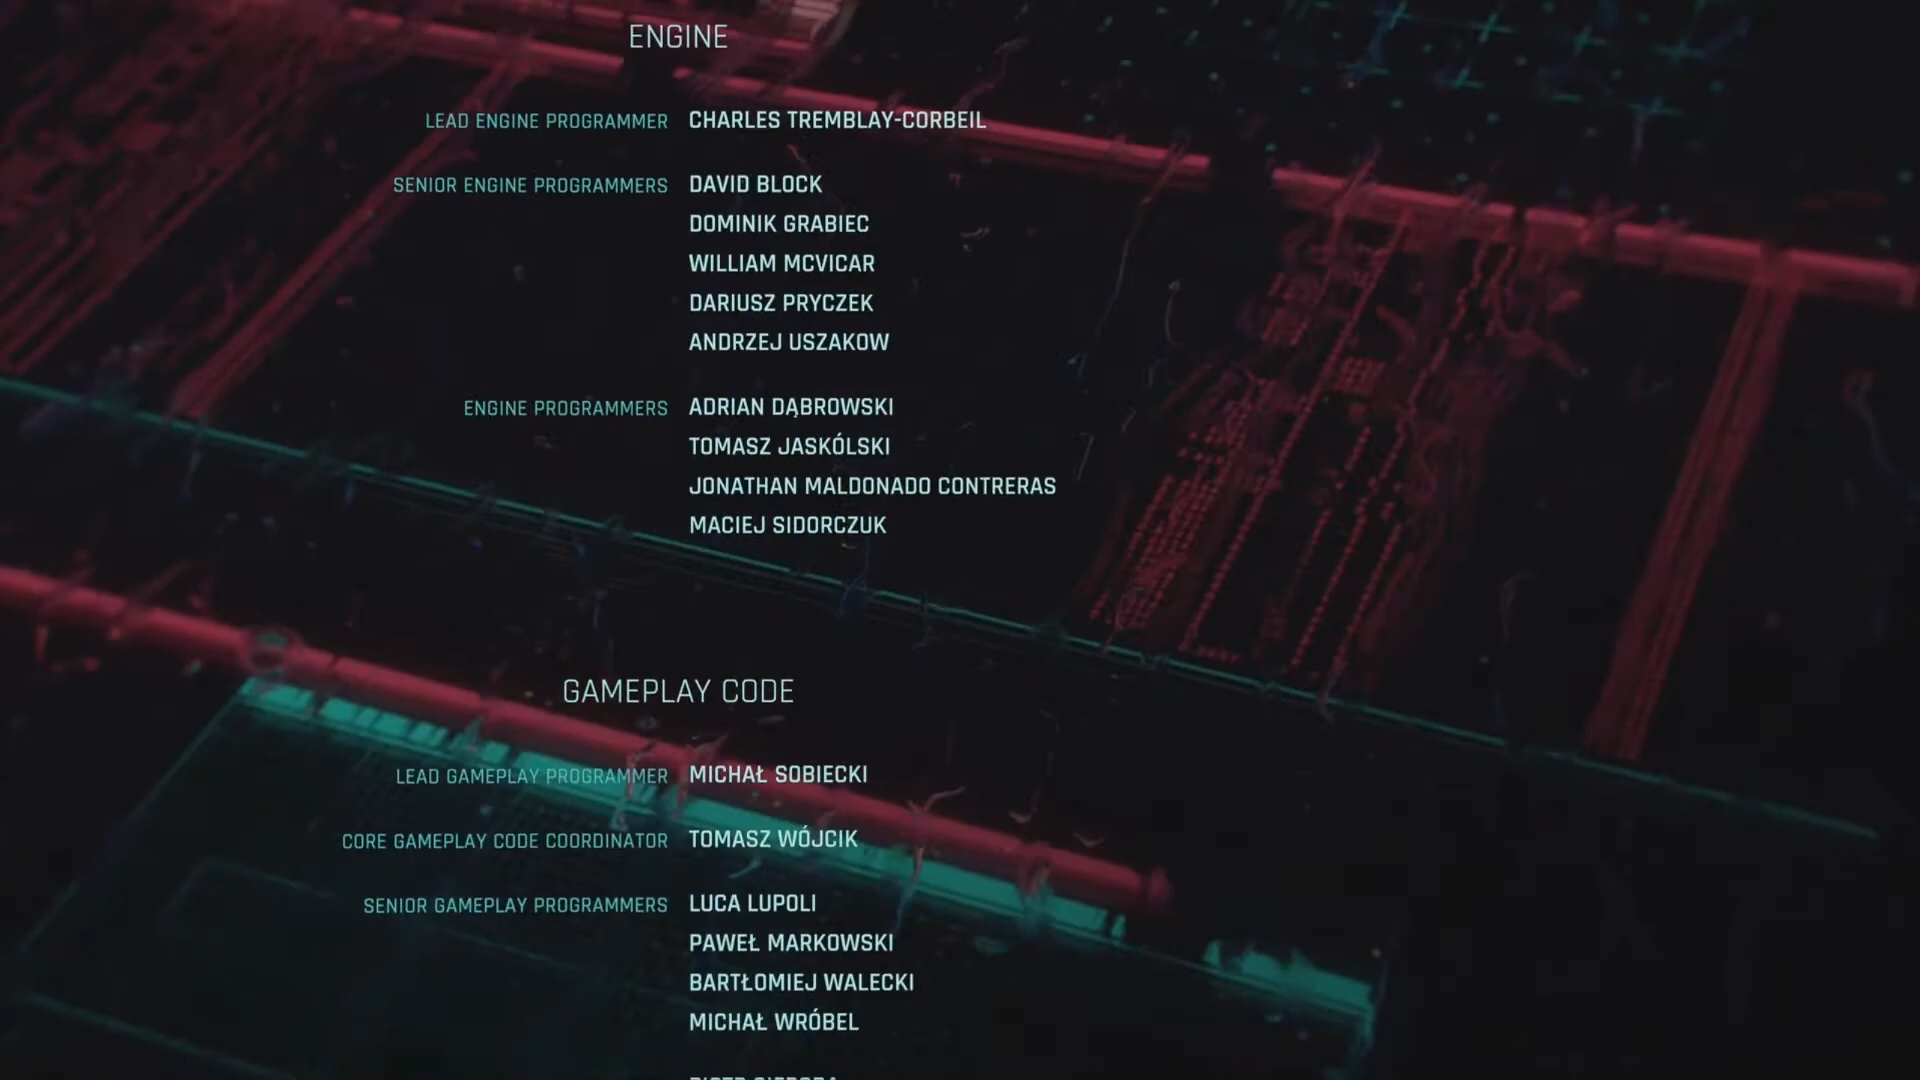 ENGINE
LEAD ENGINE PROGRAMMER CHARLES TREMBLAY-CORBEIL
SENIOR ENGINE PROGRAMMERS DAVID BLOCK
DOMINIK GRABIEC
WILLIAM MCVICAR
DARIUSZ PRYCZEK
ANDRZEJ USZAKOW
ENGINE PROGRAMMERS ADRIAN DĄBROWSKI
TOMASZ JASKÓLSKI
JONATHAN MALDONADO CONTRERAS
MACIEJ SIDORCZUK
GAMEPLAY CODE
LEAD GAMEPLAY PROGRAMMER MICHAŁ SOBIECKI
CORE GAMEPLAY CODE COORDINATOR TOMASZ WÓJCIK
SENIOR GAMEPLAY PROGRAMMERS LUCA LUPOLI
PAWEŁ MARKOWSKI
BARTŁOMIEJ WALECKI
MICHAŁ WRÓBEL